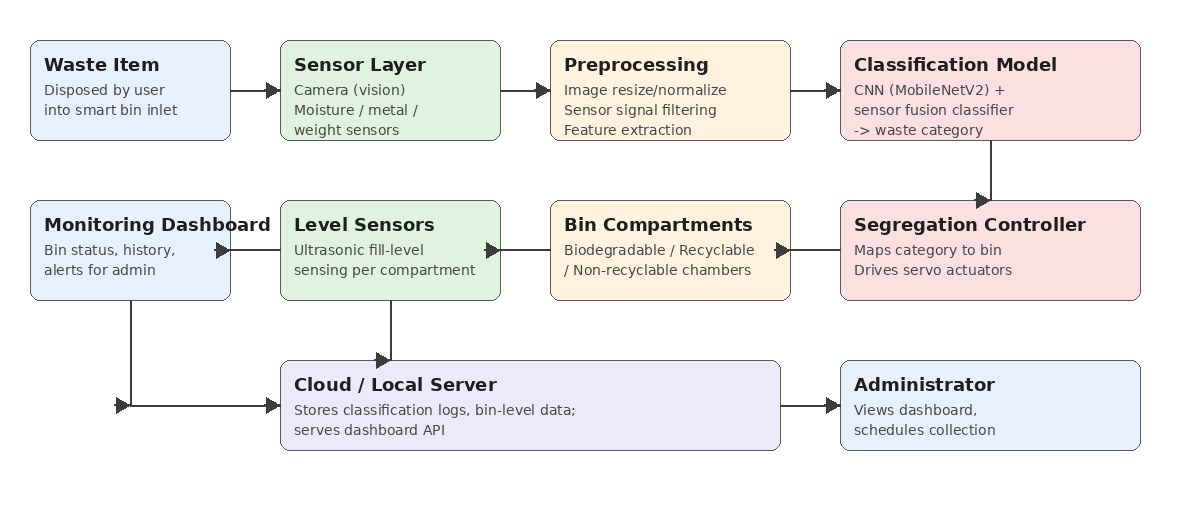 Waste Item
Disposed by user
into smart bin inlet
Sensor Layer
Camera (vision)
Moisture / metal /
weight sensors
Preprocessing
Image resize/normalize
Sensor signal filtering
Feature extraction
Classification Model
CNN (MobileNetV2) +
sensor fusion classifier
-> waste category
Monitoring Dashboard
Bin status, history,
alerts for admin
Level Sensors
Ultrasonic fill-level
sensing per compartment
Bin Compartments
Biodegradable / Recyclable
/ Non-recyclable chambers
Segregation Controller
Maps category to bin
Drives servo actuators
Cloud / Local Server
Stores classification logs, bin-level data;
serves dashboard API
Administrator
Views dashboard,
schedules collection